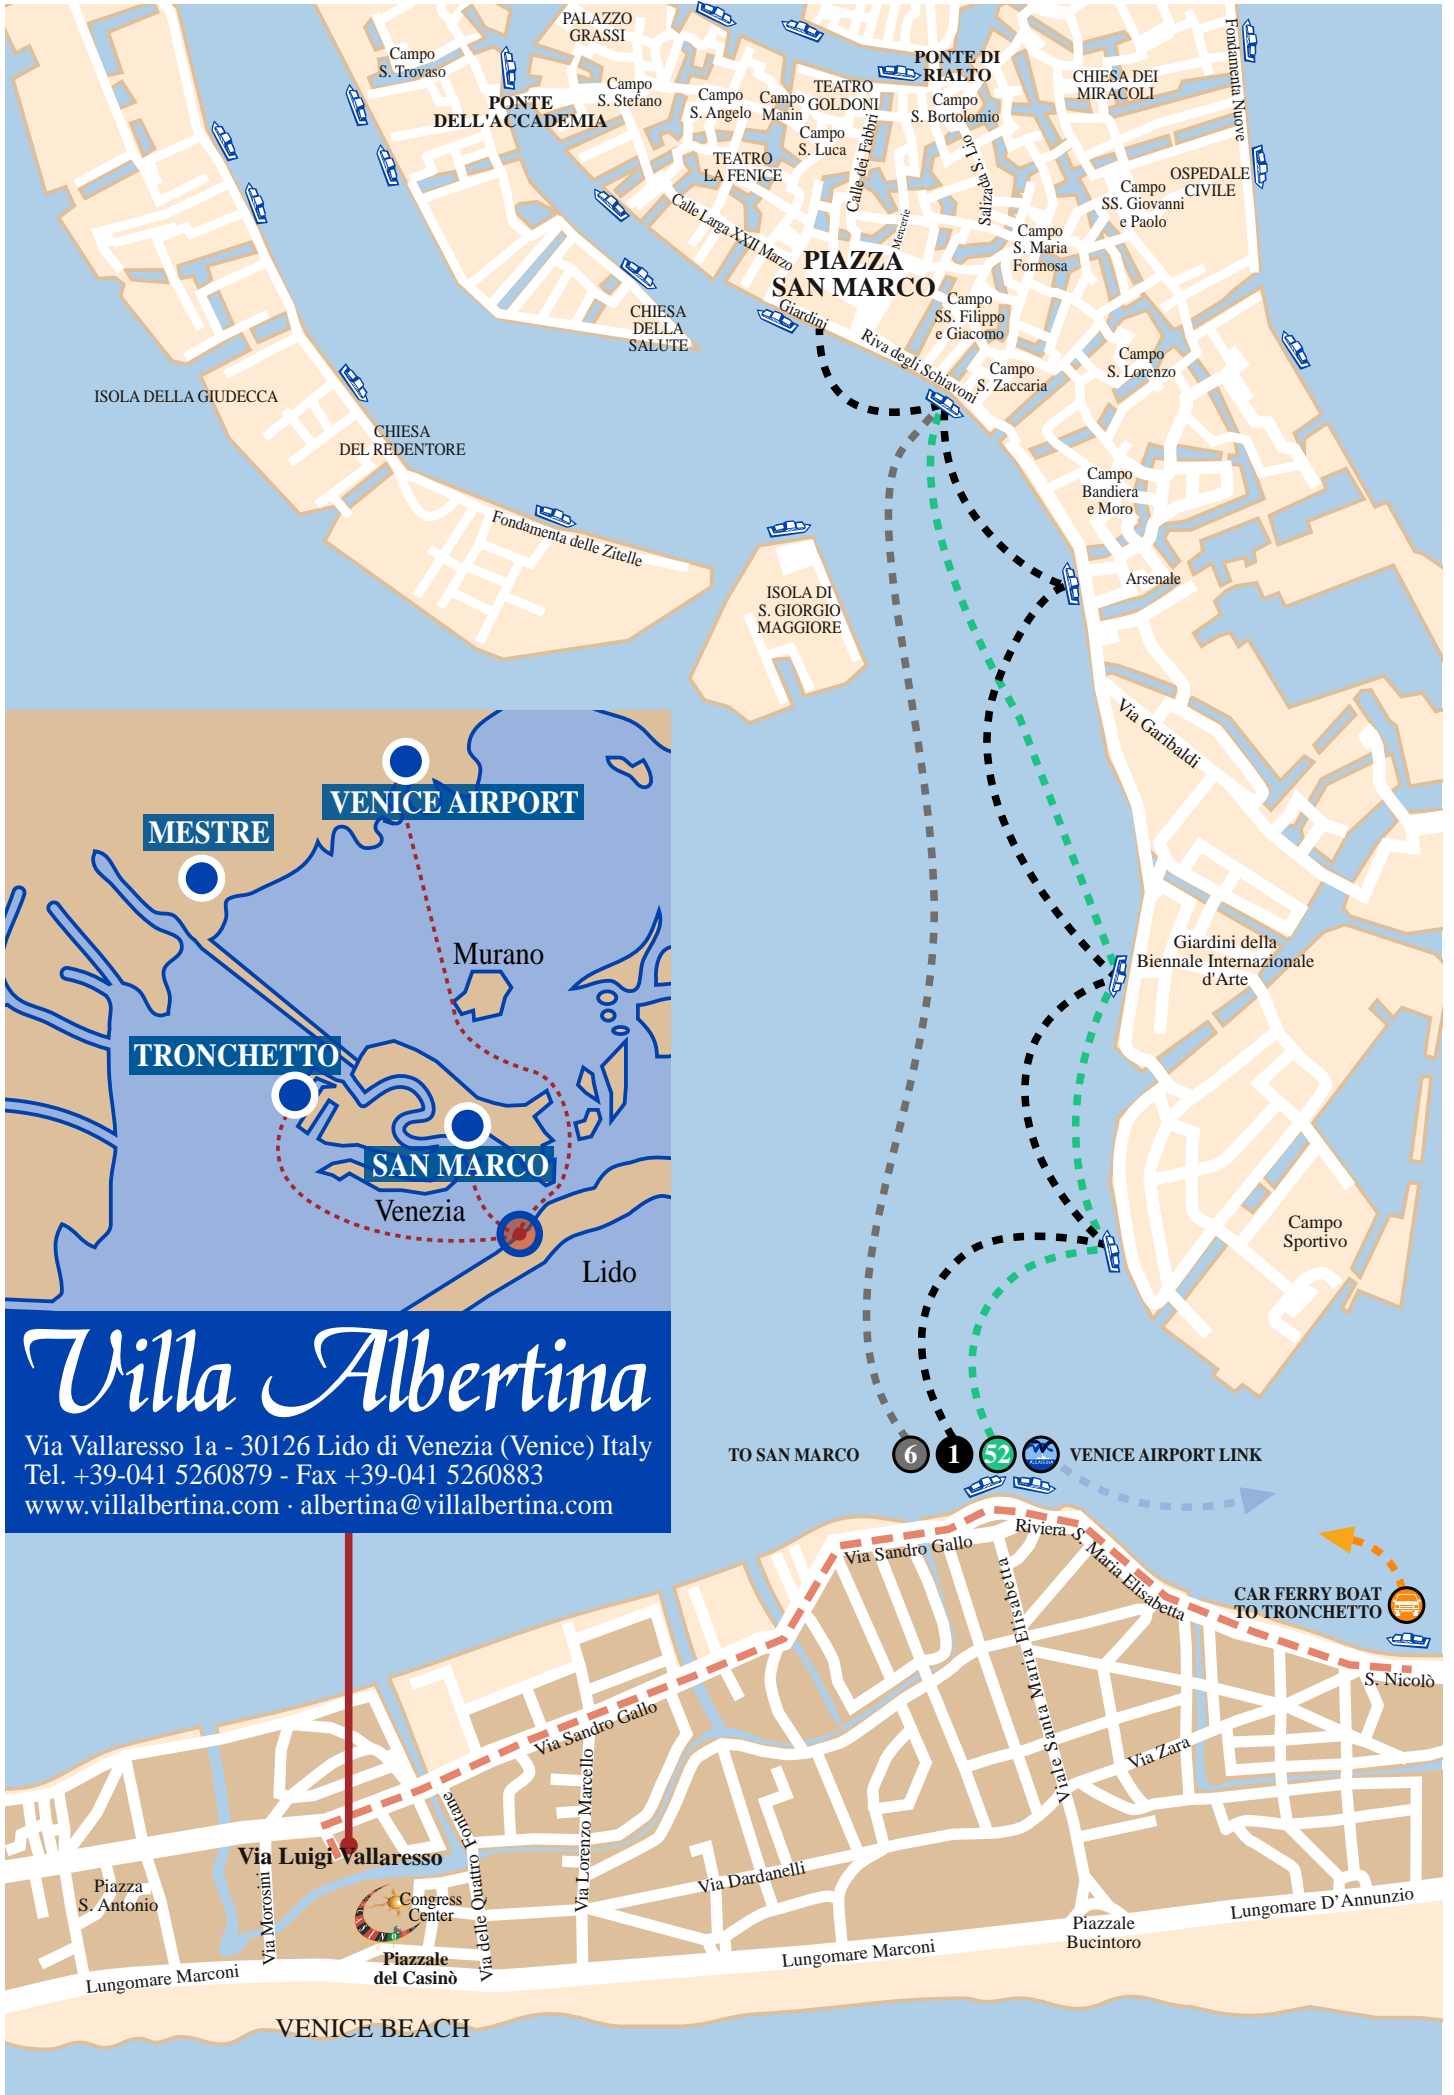 PALAZZO
GRASSI
Campo
S. Trovaso
PONTE
DELL'ACCADEMIA
Campo
S. Stefano
Campo
S. Angelo
Campo
Manin
TEATRO
GOLDONI
Campo
S. Luca
TEATRO
LA FENICE
PONTE DI
RIALTO
Campo
S. Bortolomio
CHIESA DEI
MIRACOLI
Fondamenta Nuove
OSPEDALE
CIVILE
Campo
SS. Giovanni
e Paolo
Calle dei Fabbri
Salizada S. Lio
Mercerie
Calle Larga XXII Marzo
Campo
S. Maria
Formosa
PIAZZA
SAN MARCO
Giardini
Campo
SS. Filippo
e Giacomo
Riva degli Schiavoni
Campo
S. Zaccaria
Campo
S. Lorenzo
CHIESA
DELLA
SALUTE
ISOLA DELLA GIUDECCA
CHIESA
DEL REDENTORE
Fondamenta delle Zitelle
Campo
Bandiera
e Moro
Arsenale
ISOLA DI
S. GIORGIO
MAGGIORE
Via Garibaldi
Giardini della
Biennale Internazionale
d'Arte
Campo
Sportivo
VENICE AIRPORT
MESTRE
Murano
TRONCHETTO
SAN MARCO
Venezia
Lido
Villa Albertina
Via Vallaresso 1a - 30126 Lido di Venezia (Venice) Italy
Tel. +39-041 5260879 - Fax +39-041 5260883
www.villalbertina.com · albertina@villalbertina.com
TO SAN MARCO
6
1
52
ALILAGUNA
VENICE AIRPORT LINK
CAR FERRY BOAT
TO TRONCHETTO
Via Sandro Gallo
Riviera S. Maria Elisabetta
S. Nicolò
Viale Santa Maria Elisabetta
Via Zara
Via Sandro Gallo
Via Lorenzo Marcello
Via delle Quattro Fontane
Via Luigi Vallaresso
Via Morosini
Piazza
S. Antonio
CASINO
Congress
Center
Piazzale
del Casinò
Via Dardanelli
Piazzale
Bucintoro
Lungomare D'Annunzio
Lungomare Marconi
Lungomare Marconi
VENICE BEACH